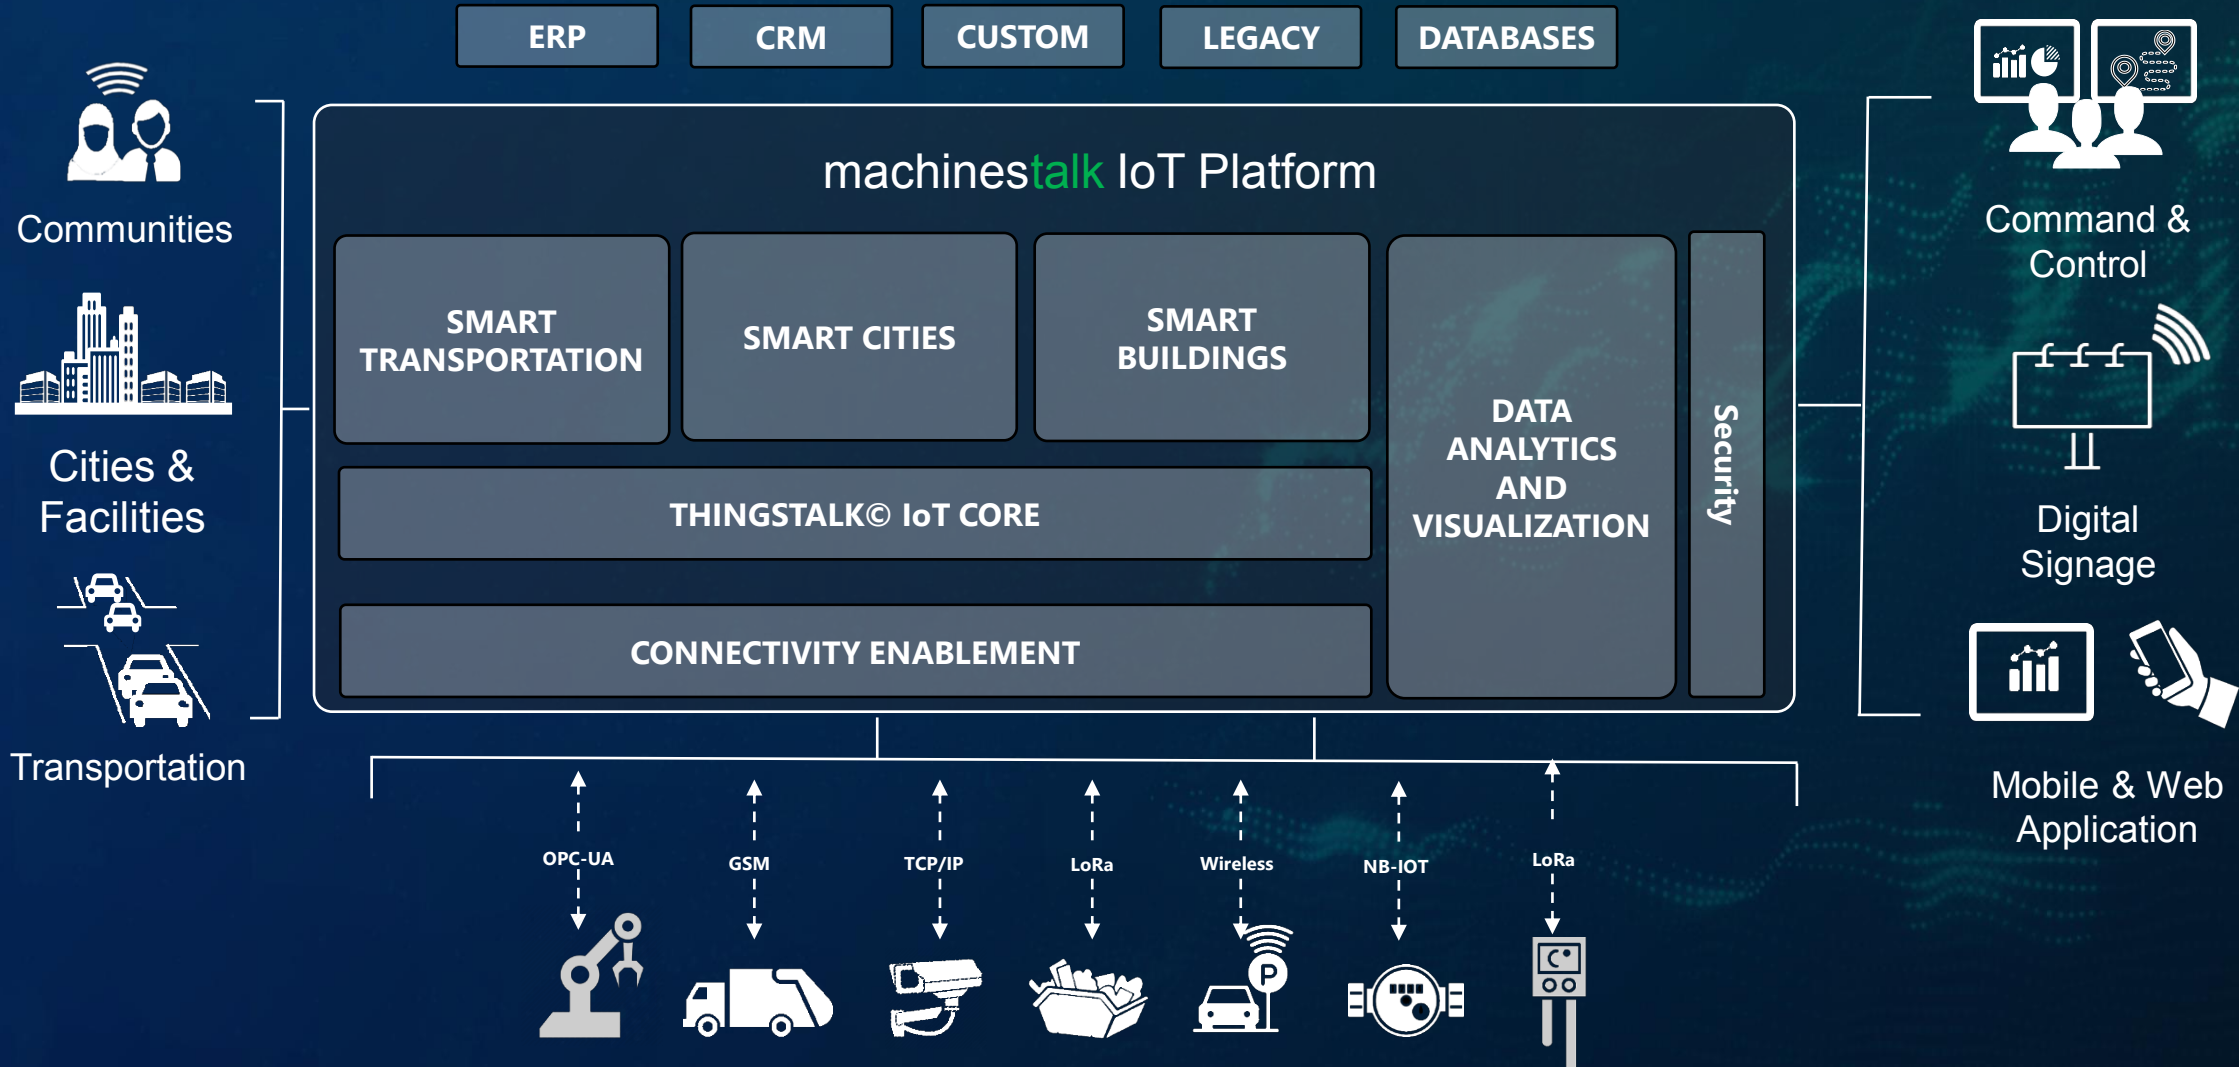 ERP
CRM
CUSTOM
LEGACY
DATABASES
Communities
Cities &
Facilities
Transportation
machinestalk IoT Platform
SMART
TRANSPORTATION
SMART CITIES
SMART
BUILDINGS
DATA
ANALYTICS
AND
VISUALIZATION
Security
THINGSTALK© IoT CORE
CONNECTIVITY ENABLEMENT
Command &
Control
Digital
Signage
Mobile & Web
Application
OPC-UA
GSM
TCP/IP
LoRa
Wireless
NB-IOT
LoRa
P
C°